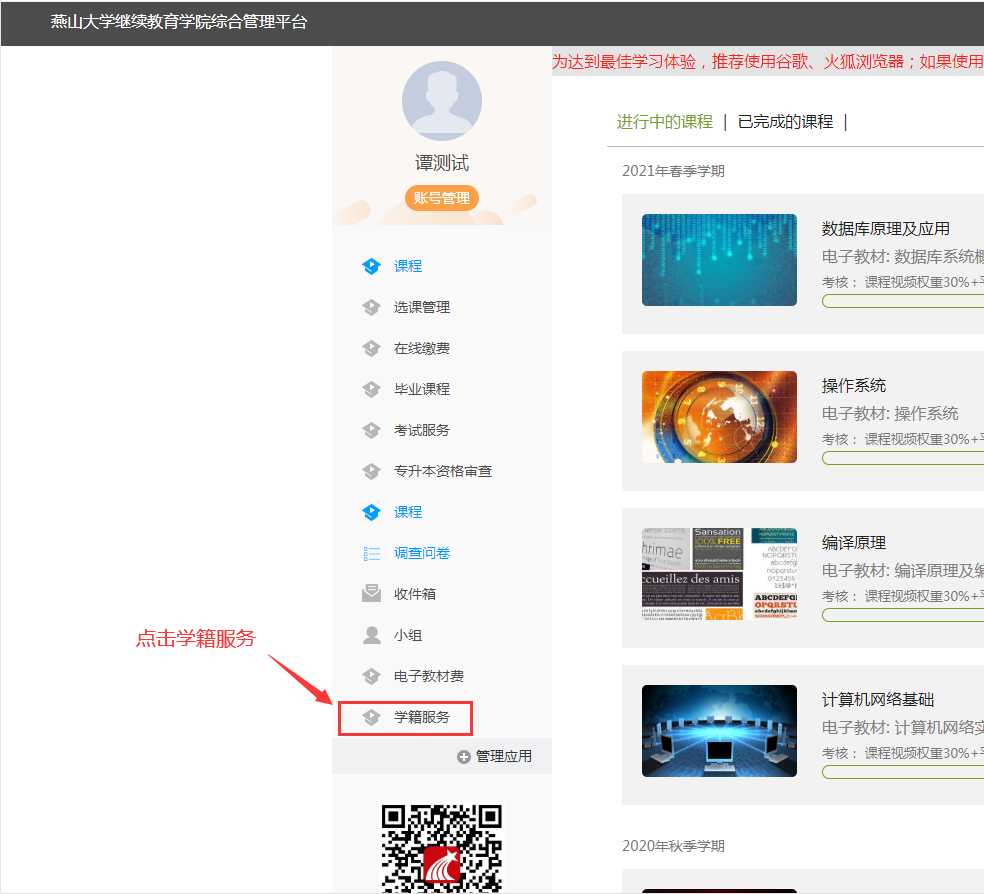 燕山大学继续教育学院综合管理平台
为达到最佳学习体验，推荐使用谷歌、火狐浏览器；如果使用
谭测试
账号管理
课程
选课管理
在线缴费
毕业课程
考试服务
专升本资格审查
课程
调查问卷
收件箱
小组
电子教材费
学籍服务
管理应用
点击学籍服务
进行中的课程 | 已完成的课程 |
2021年春季学期
数据库原理及应用
电子教材: 数据库系统概
考核： 课程视频权重30%+平
操作系统
电子教材: 操作系统
考核： 课程视频权重30%+平
Sansation
100% FREE
hrimae
ccueillez des amis
ABCDEFG
OPQRSTU
编译原理
电子教材: 编译原理及编
考核： 课程视频权重30%+平
计算机网络基础
电子教材: 计算机网络实
考核： 课程视频权重30%+平
2020年秋季学期